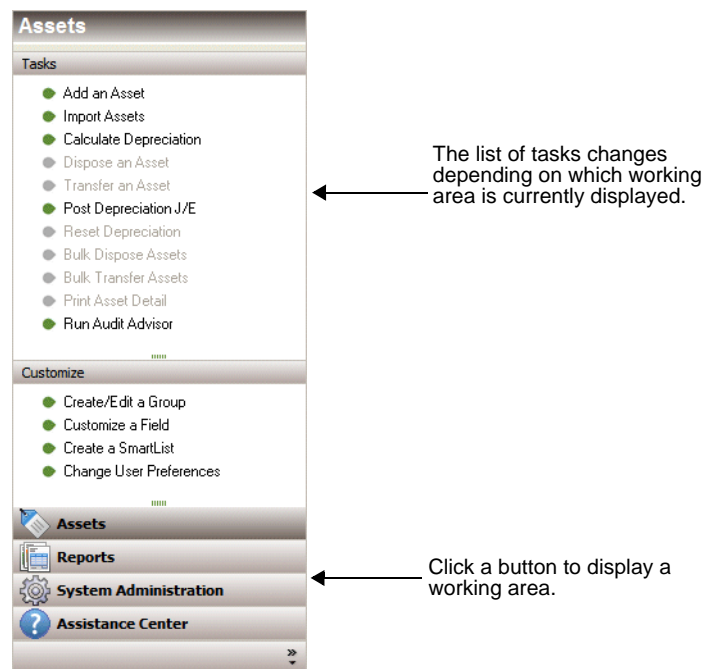 Assets
Tasks
Add an Asset
Import Assets
Calculate Depreciation
Dispose an Asset
Transfer an Asset
Post Depreciation J/E
Reset Depreciation
Bulk Dispose Assets
Bulk Transfer Assets
Print Asset Detail
Run Audit Advisor
The list of tasks changes
depending on which working
area is currently displayed.
Customize
Create/Edit a Group
Customize a Field
Create a SmartList
Change User Preferences
Assets
Reports
System Administration
Assistance Center
Click a button to display a
working area.